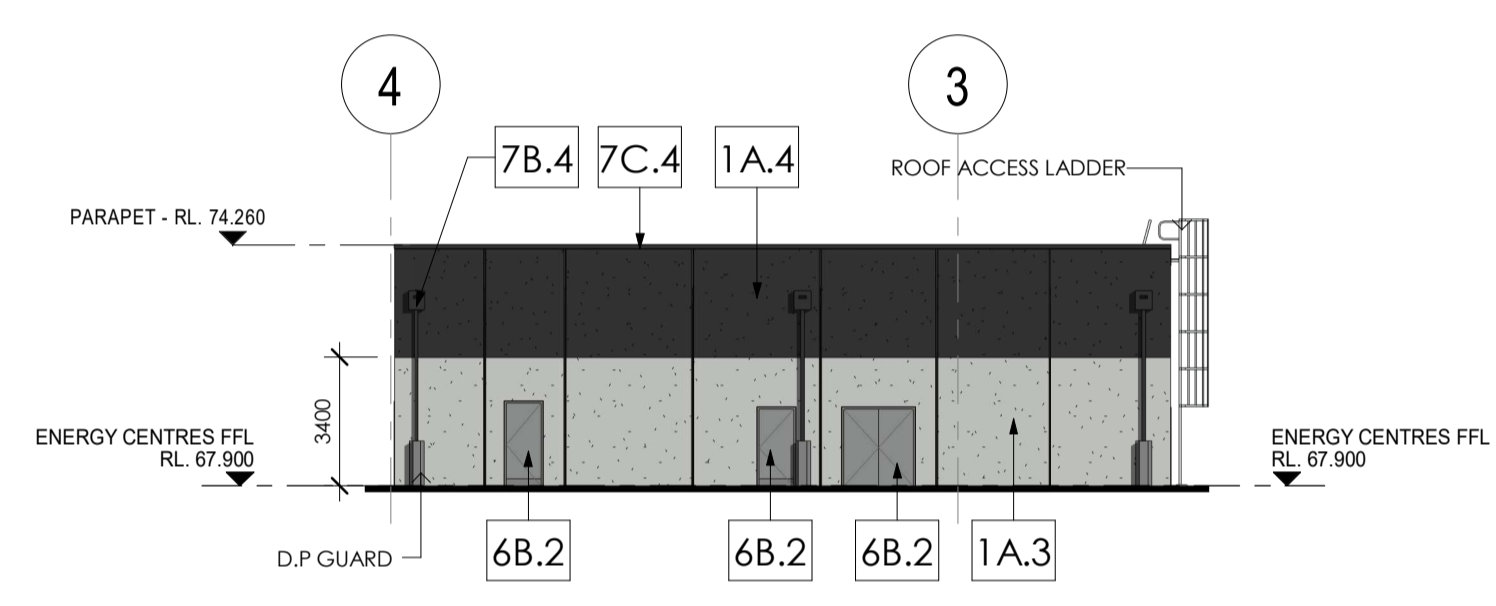 4
3
7B.4
7C.4
1A.4
ROOF ACCESS LADDER
PARAPET - RL. 74.260
3400
ENERGY CENTRES FFL
RL. 67.900
ENERGY CENTRES FFL
RL. 67.900
D.P GUARD
6B.2
6B.2
6B.2
1A.3